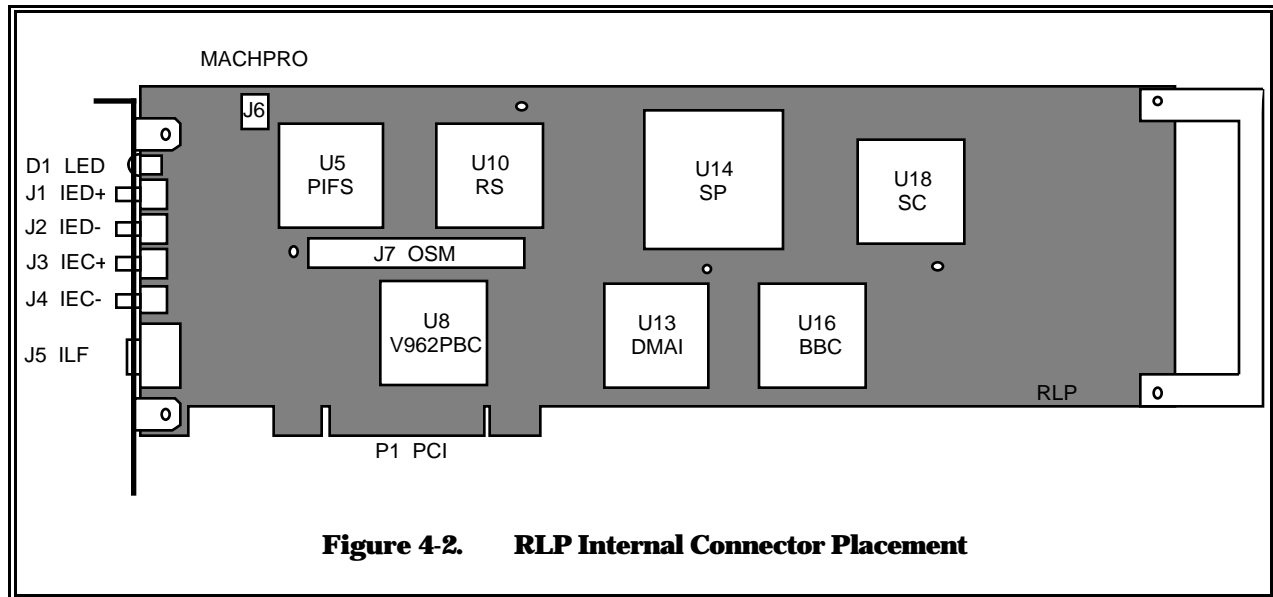 MACHPRO
J6
D1 LED
J1 IED+
J2 IED-
J3 IEC+
J4 IEC-
J5 ILF
U5
PIFS
U10
RS
U14
SP
U18
SC
J7 OSM
U8
V962PBC
U13
DMAI
U16
BBC
RLP
P1 PCI
Figure 4-2. RLP Internal Connector Placement